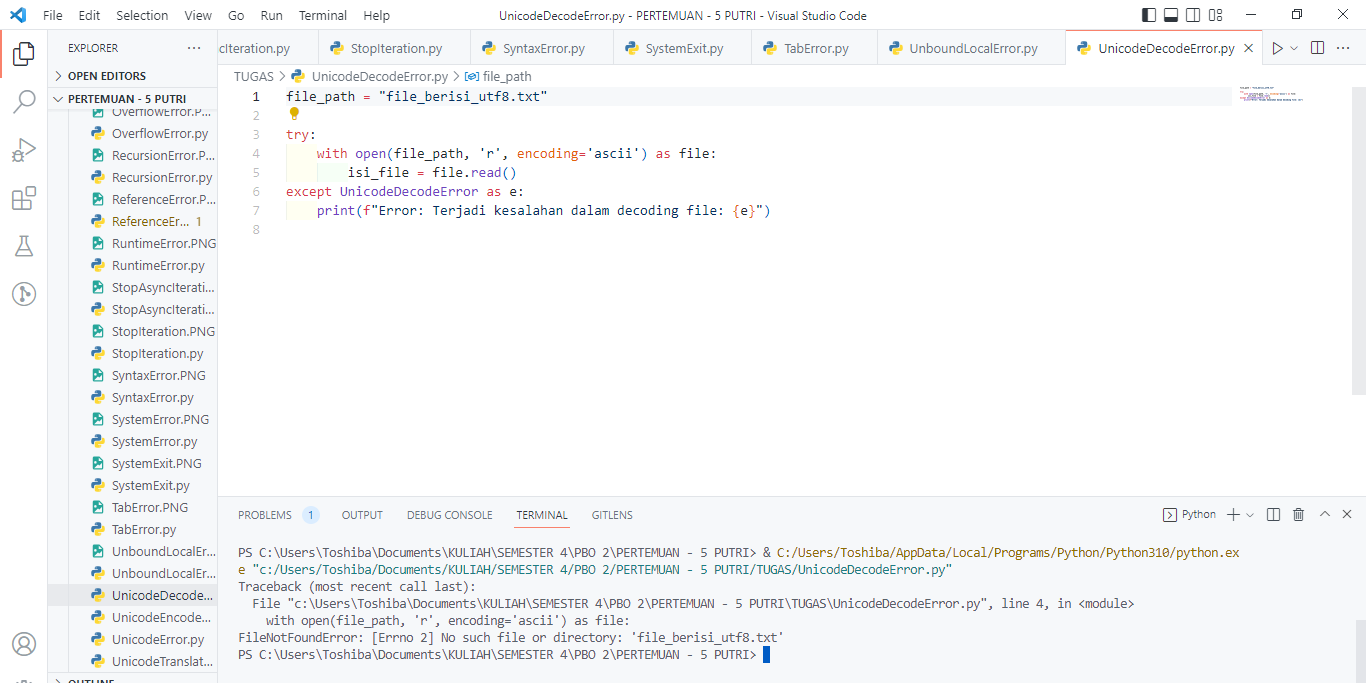 File Edit Selection View Go Run Terminal Help UnicodeDecodeError.py - PERTEMUAN - 5 PUTRI - Visual Studio Code
EXPLORER ...
OPEN EDITORS
PERTEMUAN - 5 PUTRI
OverflowError.P...
OverflowError.py
RecursionError.P...
RecursionError.py
ReferenceError.P...
ReferenceEr... 1
RuntimeError.PNG
RuntimeError.py
StopAsyncIterati...
StopAsyncIterati...
StopIteration.PNG
StopIteration.py
SyntaxError.PNG
SyntaxError.py
SystemError.PNG
SystemError.py
SystemExit.PNG
SystemExit.py
TabError.PNG
TabError.py
UnboundLocalEr...
UnboundLocalEr...
UnicodeDecode...
UnicodeEncode...
UnicodeError.py
UnicodeTranslat...
OUTLINE
cIteration.py StopIteration.py SyntaxError.py SystemExit.py TabError.py UnboundLocalError.py UnicodeDecodeError.py
TUGAS > UnicodeDecodeError.py > file_path
1 file_path = "file_berisi_utf8.txt"
2
3 try:
4 with open(file_path, 'r', encoding='ascii') as file:
5 isi_file = file.read()
6 except UnicodeDecodeError as e:
7 print(f"Error: Terjadi kesalahan dalam decoding file: {e}")
8
PROBLEMS 1 OUTPUT DEBUG CONSOLE TERMINAL GITLENS Python
PS C:\Users\Toshiba\Documents\KULIAH\SEMESTER 4\PBO 2\PERTEMUAN - 5 PUTRI> & C:/Users/Toshiba/AppData/Local/Programs/Python/Python310/python.ex
e "c:/Users/Toshiba/Documents/KULIAH/SEMESTER 4/PBO 2/PERTEMUAN - 5 PUTRI/TUGAS/UnicodeDecodeError.py"
Traceback (most recent call last):
File "c:\Users\Toshiba\Documents\KULIAH\SEMESTER 4\PBO 2\PERTEMUAN - 5 PUTRI\TUGAS\UnicodeDecodeError.py", line 4, in <module>
with open(file_path, 'r', encoding='ascii') as file:
FileNotFoundError: [Errno 2] No such file or directory: 'file_berisi_utf8.txt'
PS C:\Users\Toshiba\Documents\KULIAH\SEMESTER 4\PBO 2\PERTEMUAN - 5 PUTRI>